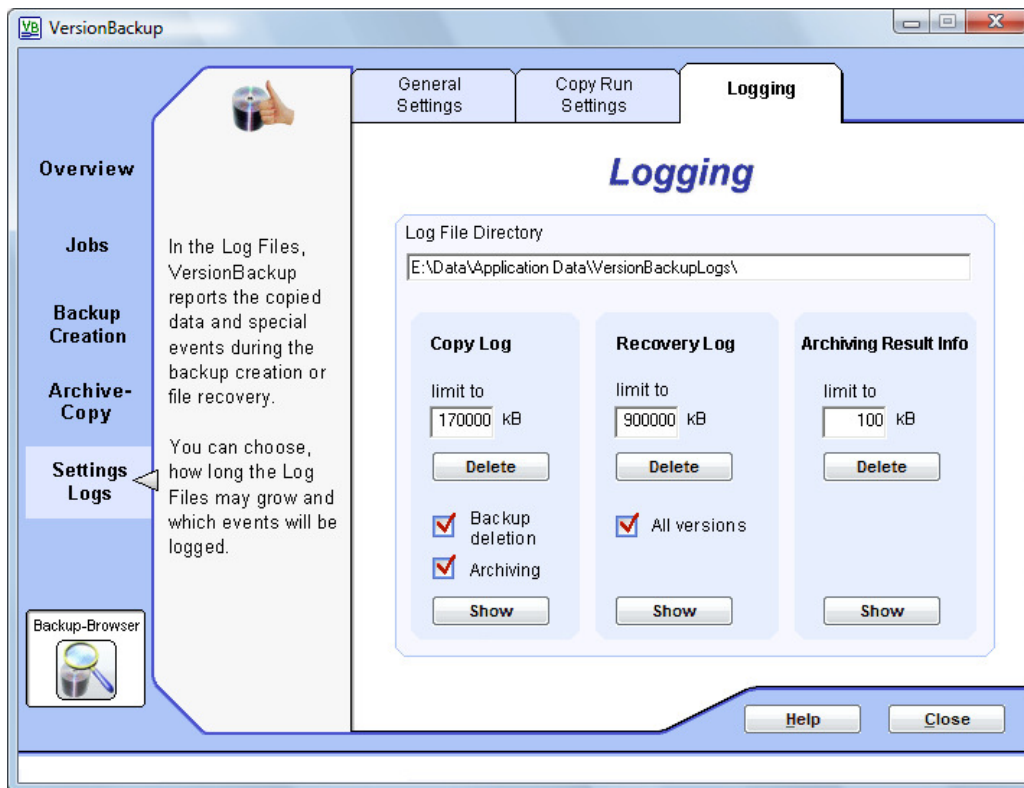 VB VersionBackup
General
Settings
Copy Run
Settings
Logging
Overview
Jobs
Backup
Creation
Archive-
Copy
Settings
Logs
Backup-Browser
In the Log Files,
VersionBackup
reports the copied
data and special
events during the
backup creation or
file recovery.
You can choose,
how long the Log
Files may grow and
which events will be
logged.
Logging
Log File Directory
E:\Data\Application Data\VersionBackupLogs\
Copy Log
limit to
170000 kB
Delete
Backup
deletion
Archiving
Show
Recovery Log
limit to
900000 kB
Delete
All versions
Show
Archiving Result Info
limit to
100 kB
Delete
Show
Help
Close